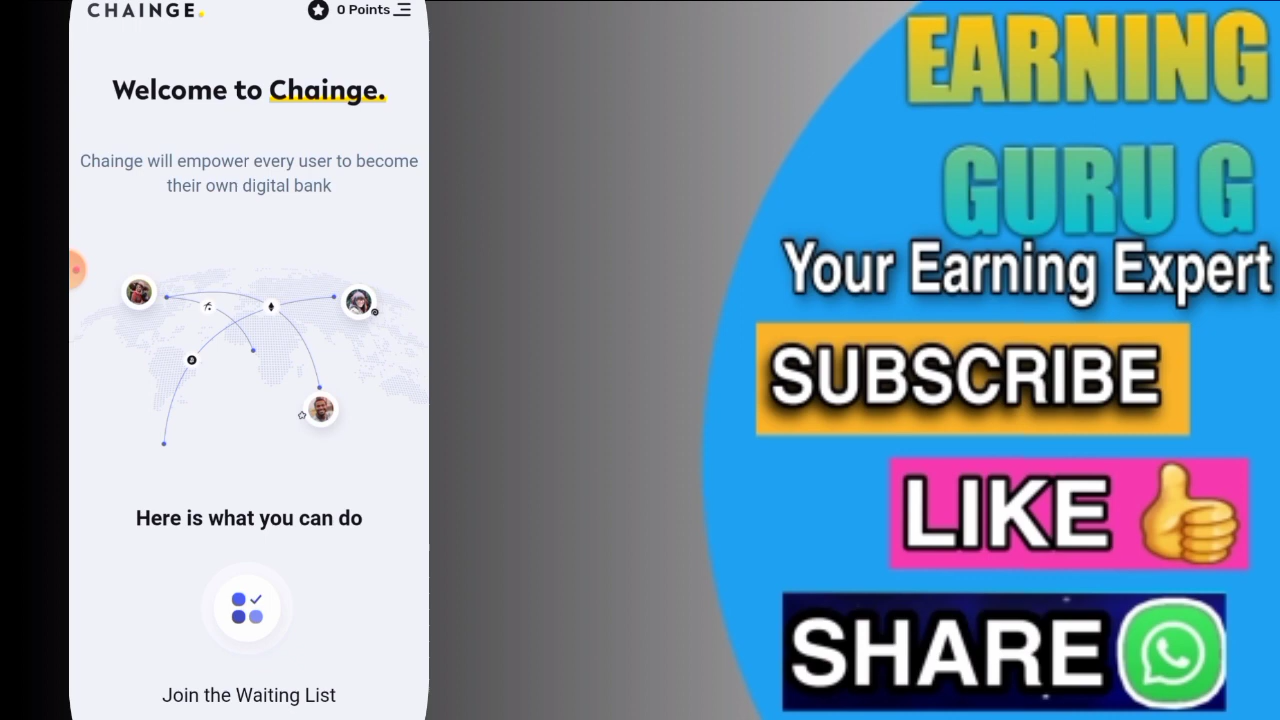 CHAINGE.
0 Points
Welcome to Chainge.
Chainge will empower every user to become
their own digital bank
Here is what you can do
Join the Waiting List
EARNING
GURU G
Your Earning Expert
SUBSCRIBE
LIKE
SHARE